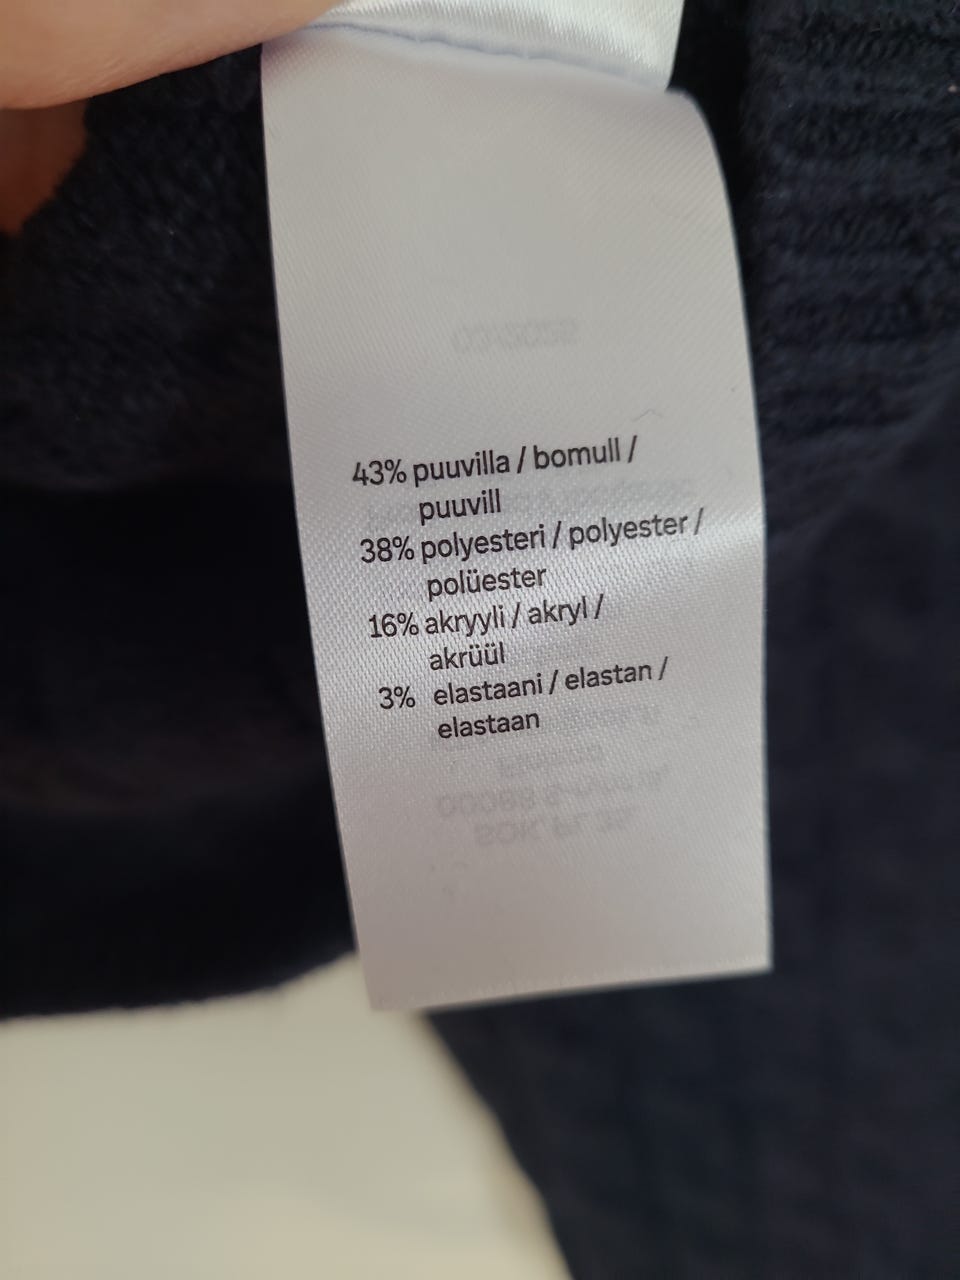 43% puuvilla / bomull /
puuvill
38% polyesteri / polyester /
polüester
16% akryyli / akryl /
akrüül
3% elastaani / elastan /
elastaan